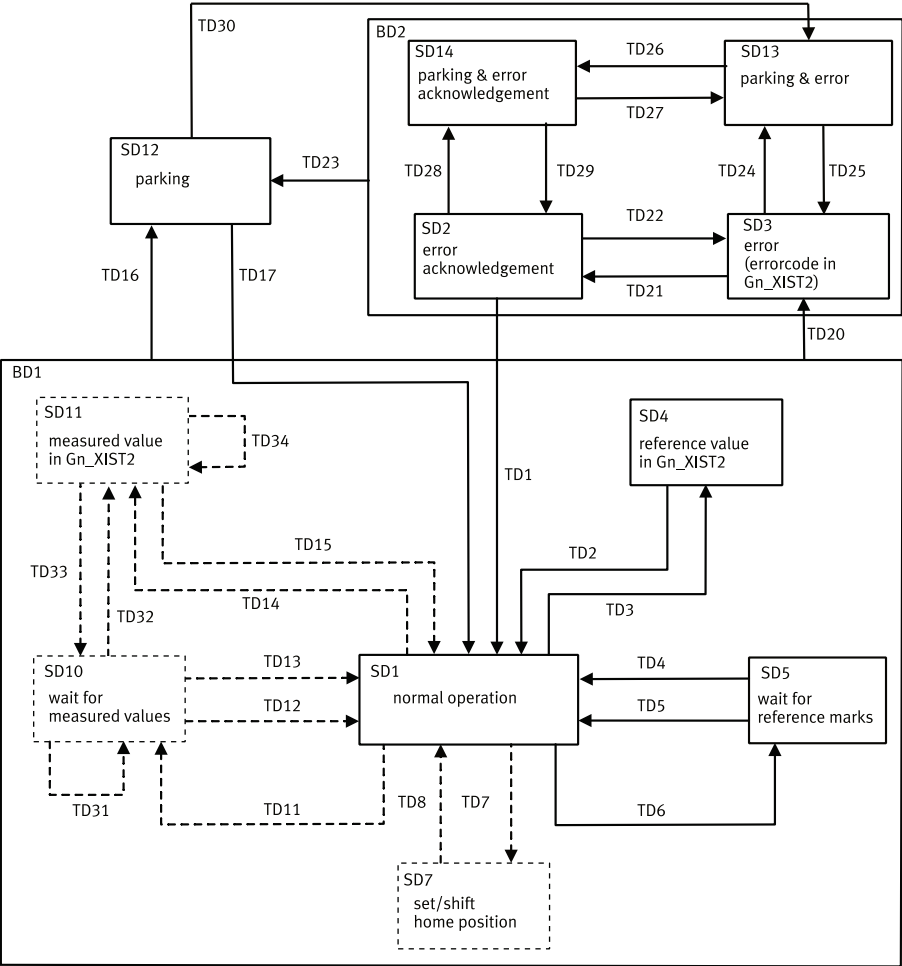 TD30
BD2
SD14
parking & error
acknowledgement
TD26
TD27
SD13
parking & error
SD12
parking
TD23
TD28
TD29
TD24
TD25
SD2
error
acknowledgement
TD22
TD21
SD3
error
(errorcode in
Gn_XIST2)
TD16
TD17
TD20
BD1
SD11
measured value
in Gn_XIST2
TD34
TD1
SD4
reference value
in Gn_XIST2
TD33
TD32
TD15
TD14
TD2
TD3
SD10
wait for
measured values
TD13
TD12
SD1
normal operation
TD4
TD5
SD5
wait for
reference marks
TD31
TD11
TD8
TD7
TD6
SD7
set/shift
home position